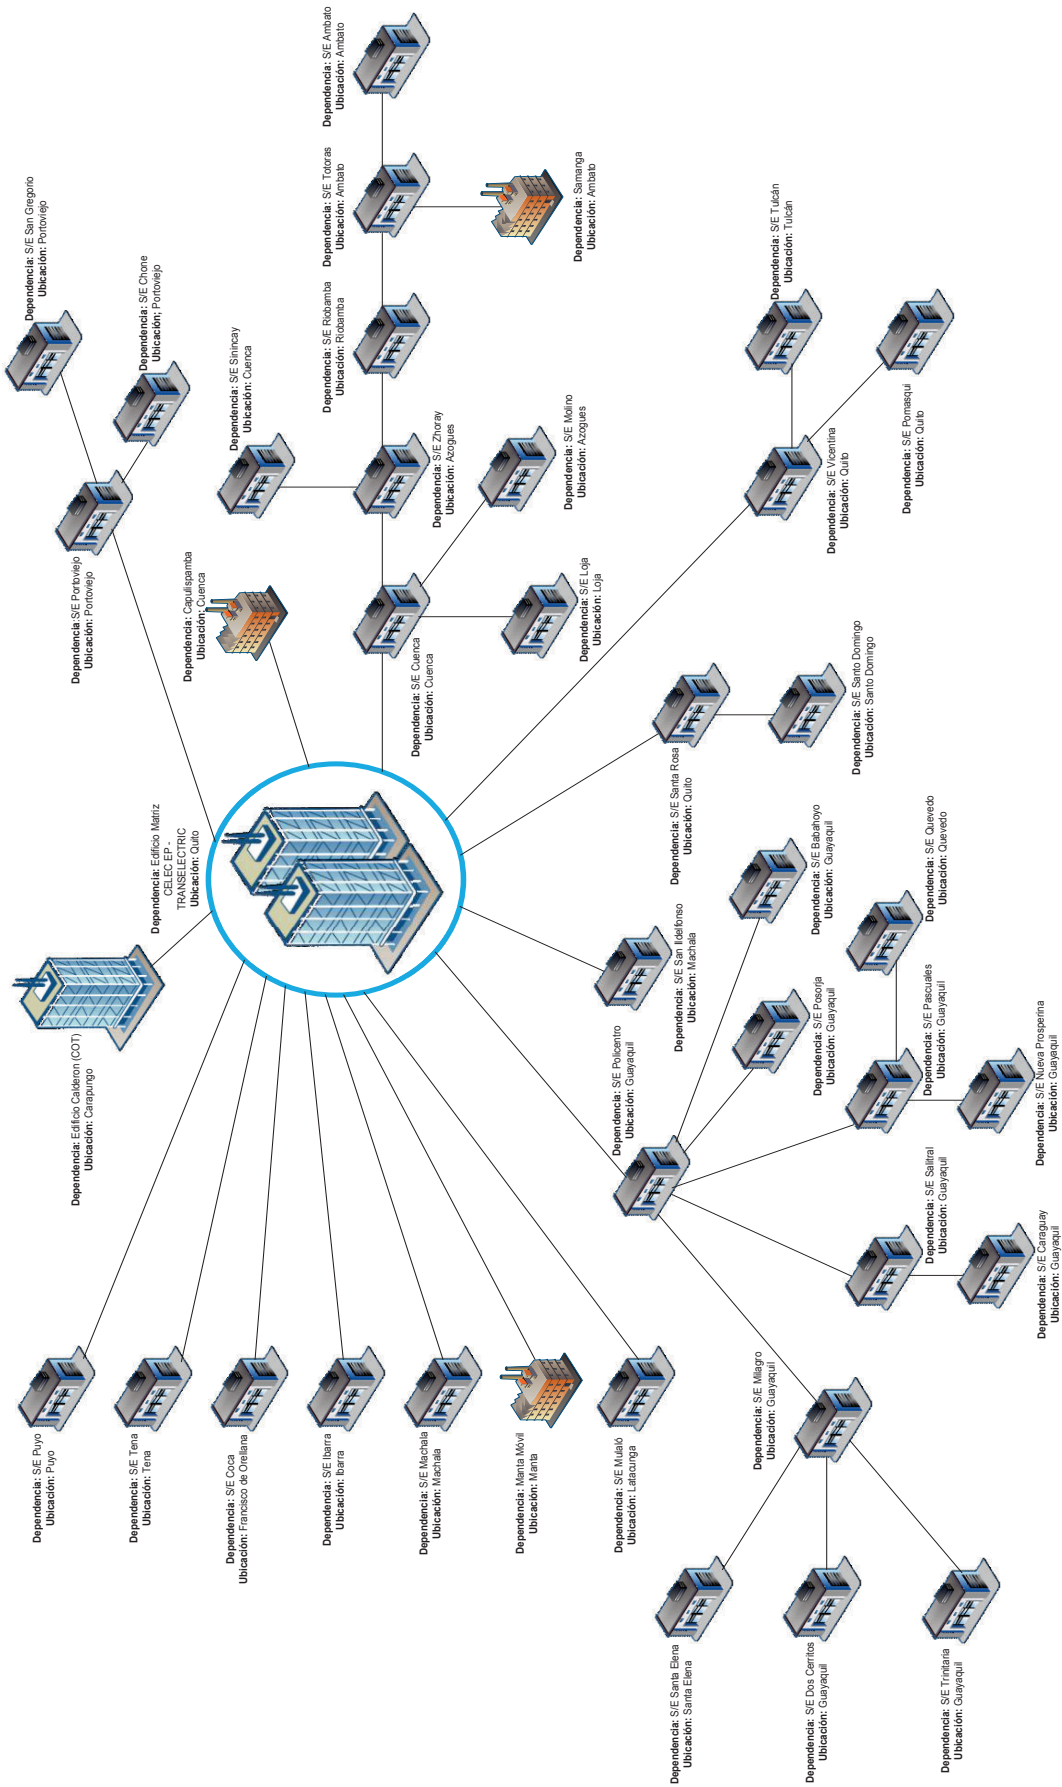 Dependencia: S/E Puyo
Ubicación: Puyo
Dependencia: S/E Tena
Ubicación: Tena
Dependencia: S/E Coca
Ubicación: Francisco de Orellana
Dependencia: S/E Ibarra
Ubicación: Ibarra
Dependencia: S/E Machala
Ubicación: Machala
Dependencia: Manta Móvil
Ubicación: Manta
Dependencia: S/E Mulaló
Ubicación: Latacunga
Dependencia: S/E Santa Elena
Ubicación: Santa Elena
Dependencia: S/E Dos Cerritos
Ubicación: Guayaquil
Dependencia: S/E Trinitaria
Ubicación: Guayaquil
Dependencia: S/E Milagro
Ubicación: Guayaquil
Dependencia: Edificio Calderon (COT)
Ubicación: Carapungo
Dependencia: S/E Policentro
Ubicación: Guayaquil
Dependencia: S/E Salitral
Ubicación: Guayaquil
Dependencia: S/E Caraguay
Ubicación: Guayaquil
Dependencia: S/E Pascuales
Ubicación: Guayaquil
Dependencia: S/E Nueva Prosperina
Ubicación: Guayaquil
Dependencia: S/E Posorja
Ubicación: Guayaquil
Dependencia: S/E Quevedo
Ubicación: Quevedo
Dependencia: S/E Babahoyo
Ubicación: Guayaquil
Dependencia: S/E San Ildelfonso
Ubicación: Machala
Dependencia: Edificio Matriz
CELEC EP -
TRANSELECTRIC
Ubicación: Quito
Dependencia: S/E Santa Rosa
Ubicación: Quito
Dependencia: S/E Santo Domingo
Ubicación: Santo Domingo
Dependencia:S/E Portoviejo
Ubicación: Portoviejo
Dependencia: S/E San Gregorio
Ubicación: Portoviejo
Dependencia: S/E Chone
Ubicación; Portoviejo
Dependencia: Capulispamba
Ubicación: Cuenca
Dependencia: S/E Cuenca
Ubicación: Cuenca
Dependencia: S/E Loja
Ubicación: Loja
Dependencia: S/E Molino
Ubicación: Azogues
Dependencia: S/E Sinincay
Ubicación: Cuenca
Dependencia: S/E Zhoray
Ubicación: Azogues
Dependencia: S/E Riobamba
Ubicación: Riobamba
Dependencia: S/E Totoras
Ubicación: Ambato
Dependencia: S/E Ambato
Ubicación: Ambato
Dependencia: Samanga
Ubicación: Ambato
Dependencia: S/E Vicentina
Ubicación: Quito
Dependencia: S/E Tulcán
Ubicación: Tulcán
Dependencia: S/E Pomasqui
Ubicación: Quito